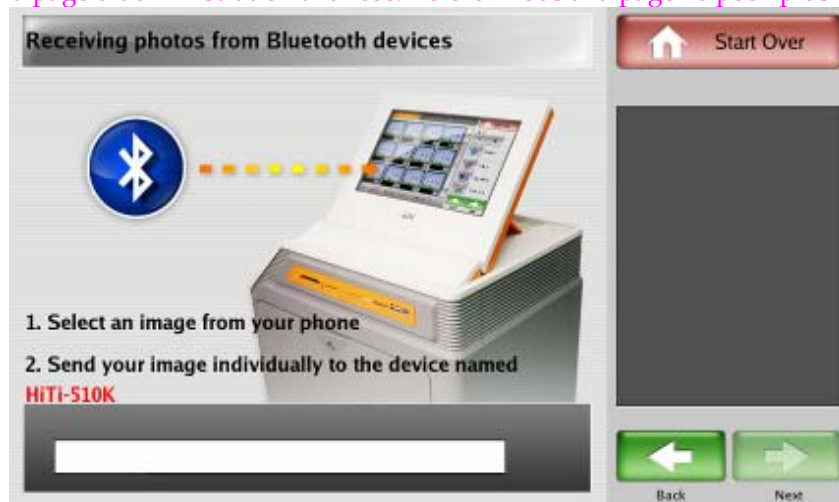 Receiving photos from Bluetooth devices
Start Over
1. Select an image from your phone
2. Send your image individually to the device named
HiTi-510K
Back
Next